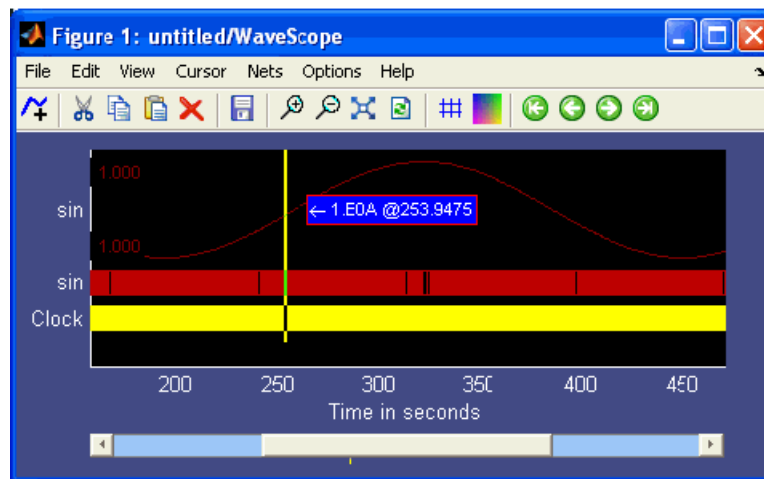 Figure 1: untitled/WaveScope
File Edit View Cursor Nets Options Help
1.000
sin
← 1.E0A @253.9475
1.000
sin
Clock
200 250 300 350 400 450
Time in seconds